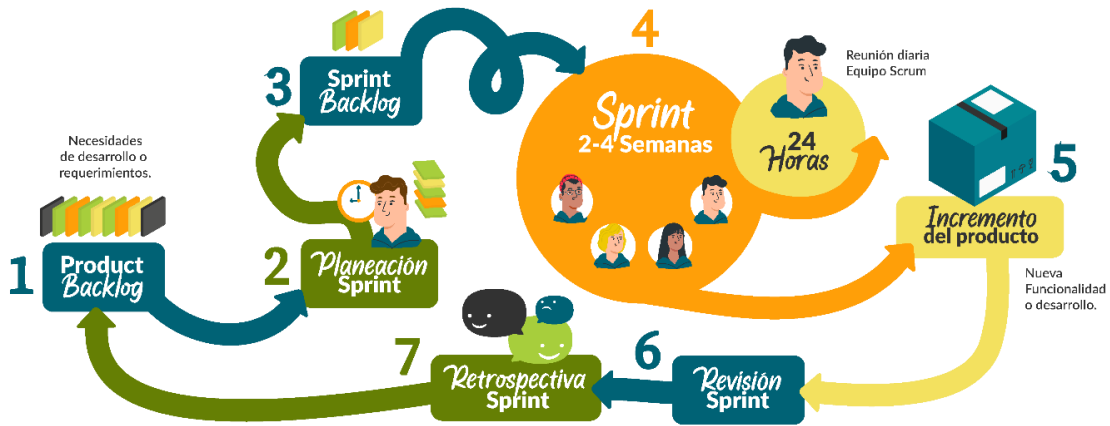 1
Necesidades
de desarrollo o
requerimientos.
Product
Backlog
2
Planeación
Sprint
3
Sprint
Backlog
4
Sprint
2-4 Semanas
24
Horas
Reunión diaria
Equipo Scrum
5
Incremento
del producto
Nueva
Funcionalidad
o desarrollo.
6
Revisión
Sprint
7
Retrospectiva
Sprint